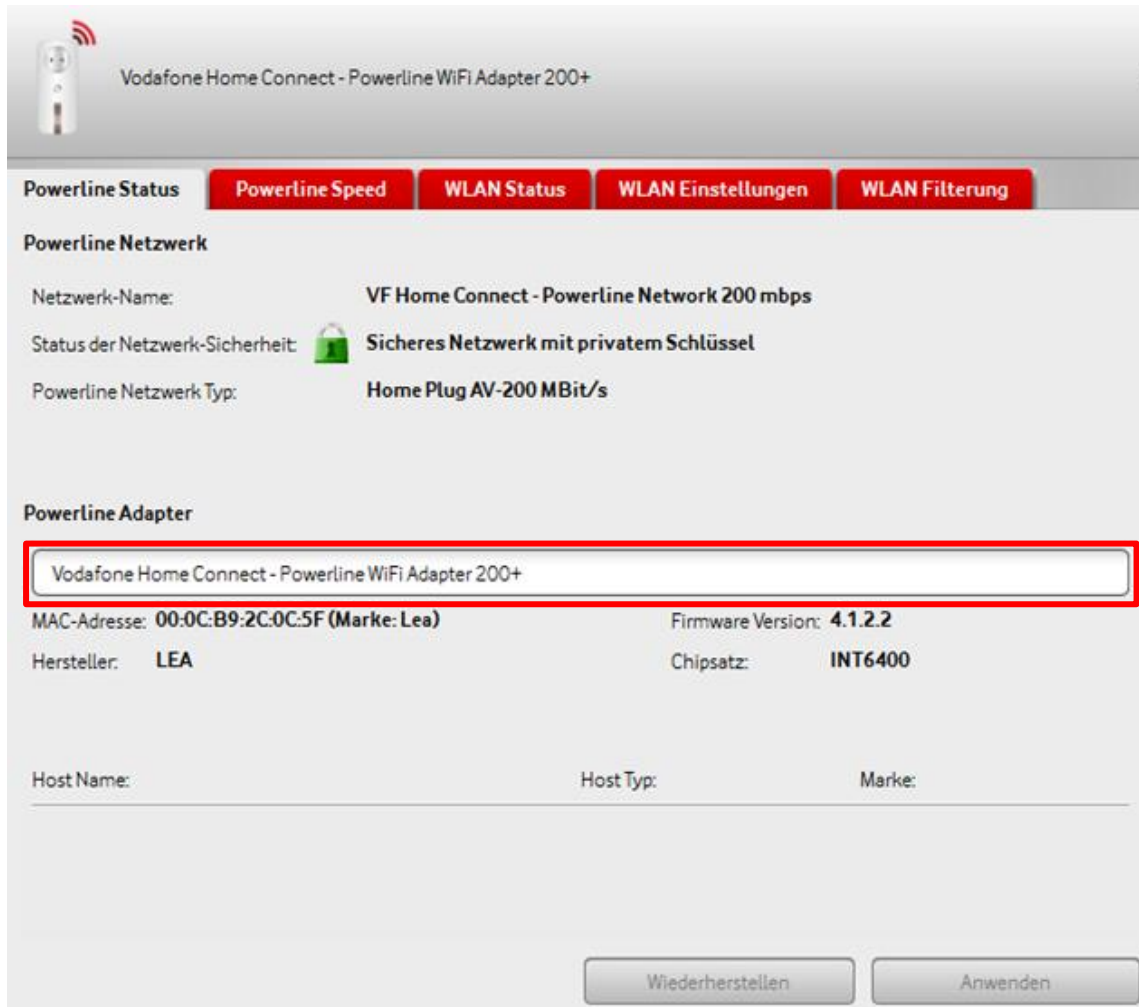 Vodafone Home Connect - Powerline WiFi Adapter 200+
Powerline Status
Powerline Speed
WLAN Status
WLAN Einstellungen
WLAN Filterung
Powerline Netzwerk
Netzwerk-Name: VF Home Connect - Powerline Network 200 mbps
Status der Netzwerk-Sicherheit: Sicheres Netzwerk mit privatem Schlüssel
Powerline Netzwerk Typ: Home Plug AV-200 MBit/s
Powerline Adapter
Vodafone Home Connect - Powerline WiFi Adapter 200+
MAC-Adresse: 00:0C:B9:2C:0C:5F (Marke: Lea) Firmware Version: 4.1.2.2
Hersteller: LEA Chipsatz: INT6400
Host Name: Host Typ: Marke:
Wiederherstellen Anwenden